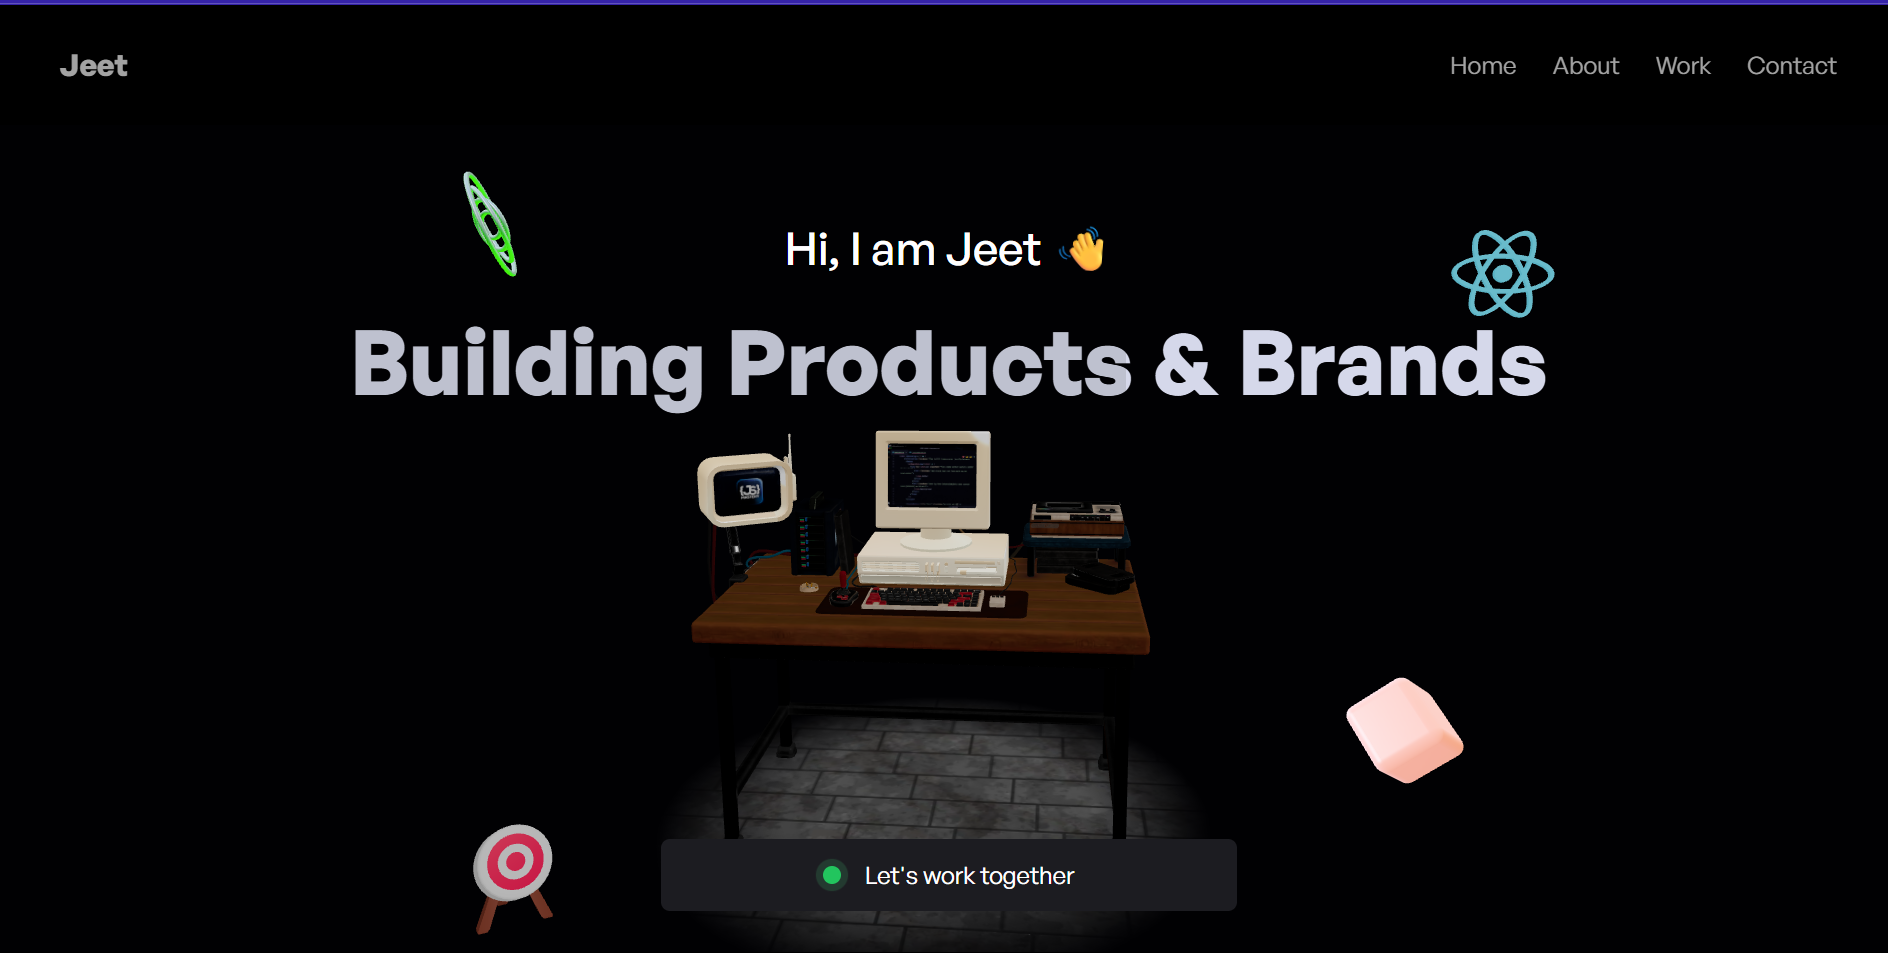 Jeet
Home About Work Contact
Hi, I am Jeet 👋
Building Products & Brands
Let's work together